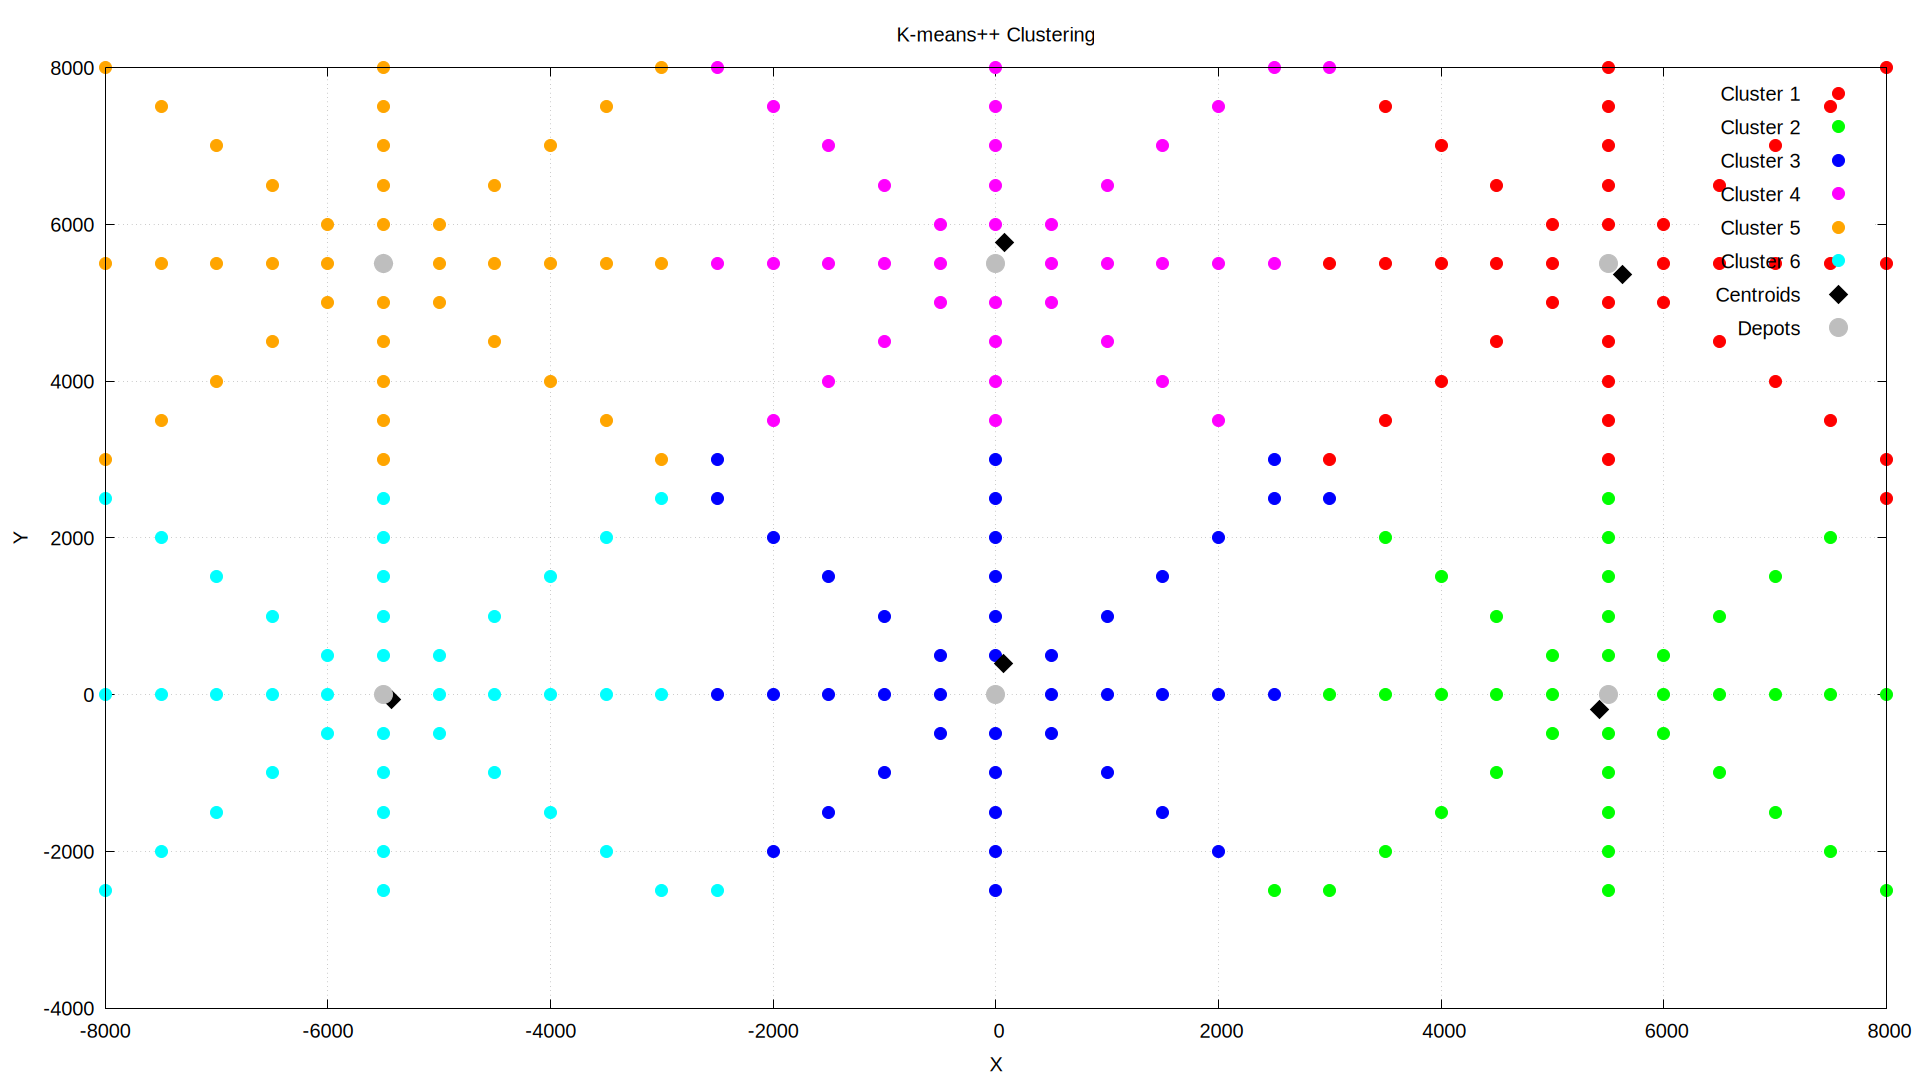 K-means++ Clustering
8000
6000
4000
2000
0
-2000
-4000
-8000 -6000 -4000 -2000 0 2000 4000 6000 8000
X
Y
Cluster 1
Cluster 2
Cluster 3
Cluster 4
Cluster 5
Cluster 6
Centroids
Depots